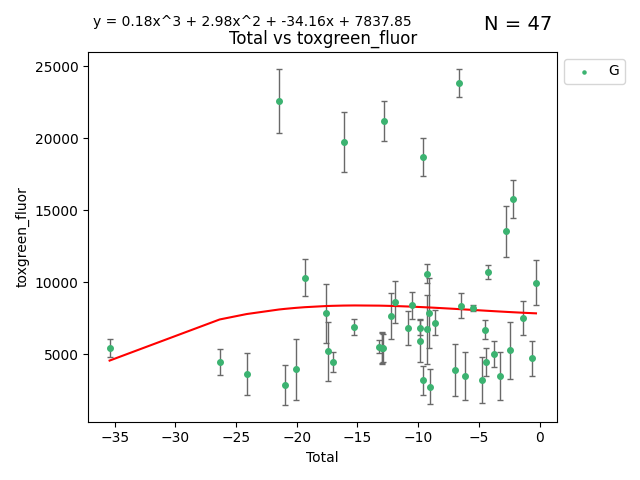 y = 0.18x^3 + 2.98x^2 + -34.16x + 7837.85
N = 47
Total vs toxgreen_fluor
G
25000
20000
15000
10000
5000
toxgreen_fluor
−35 −30 −25 −20 −15 −10 −5 0
Total